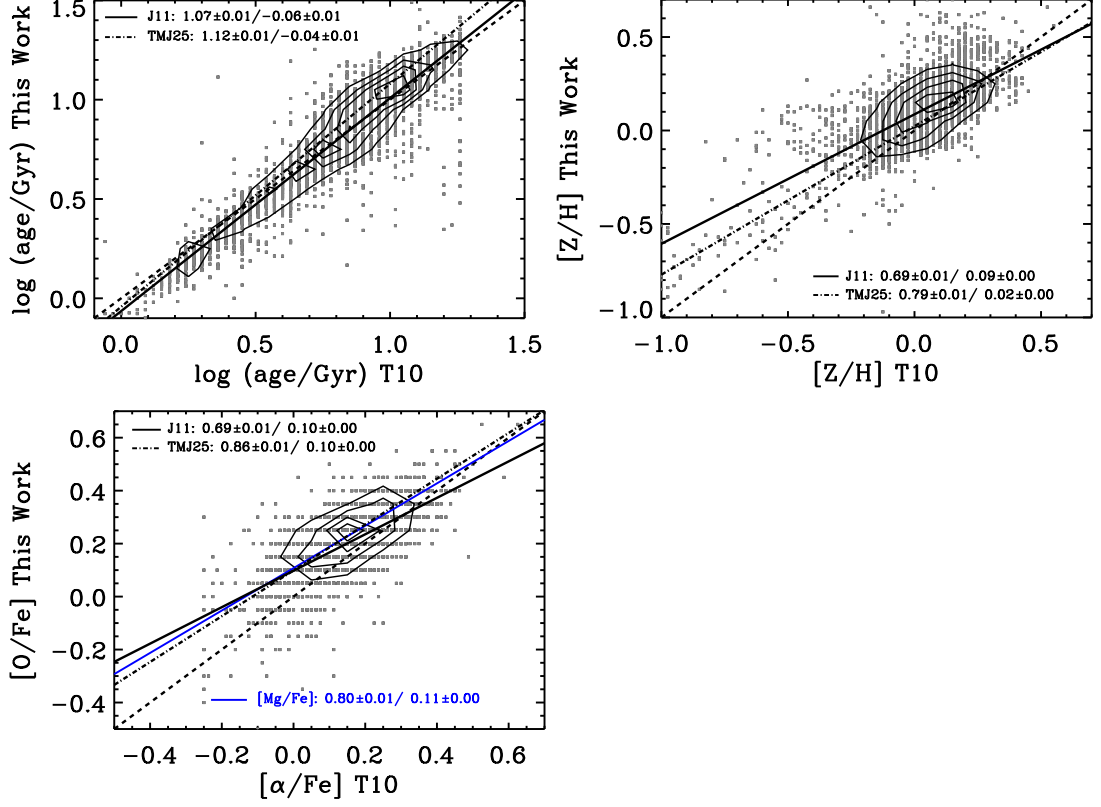 1.5
1.0
0.5
0.0
log (age/Gyr) This Work
J11: 1.07±0.01/−0.06±0.01
TMJ25: 1.12±0.01/−0.04±0.01
0.0 0.5 1.0 1.5
log (age/Gyr) T10
0.5
0.0
−0.5
−1.0
[Z/H] This Work
J11: 0.69±0.01/ 0.09±0.00
TMJ25: 0.79±0.01/ 0.02±0.00
−1.0 −0.5 0.0 0.5
[Z/H] T10
0.6
0.4
0.2
0.0
−0.2
−0.4
[O/Fe] This Work
J11: 0.69±0.01/ 0.10±0.00
TMJ25: 0.86±0.01/ 0.10±0.00
[Mg/Fe]: 0.80±0.01/ 0.11±0.00
−0.4 −0.2 0.0 0.2 0.4 0.6
[α/Fe] T10